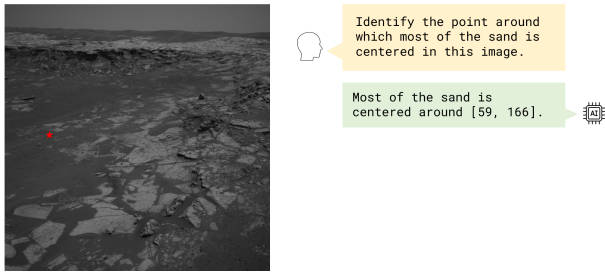 Identify the point around
which most of the sand is
centered in this image.
Most of the sand is
centered around [59, 166].
AI